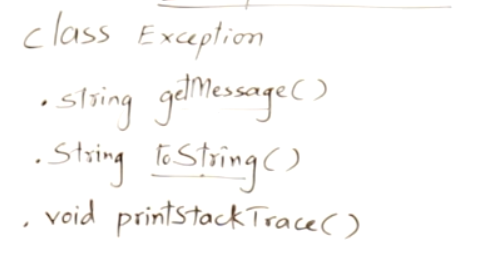 class Exception
. string getMessage()
. String toString()
. void printStackTrace()